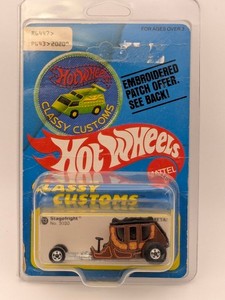 FOR AGES OVER 3
HOT WHEELS
CLASSY CUSTOMS
EMBROIDERED
PATCH OFFER.
SEE BACK!
Hot Wheels
MATTEL
CLASSY
CUSTOMS
Stagefright
No. 2020